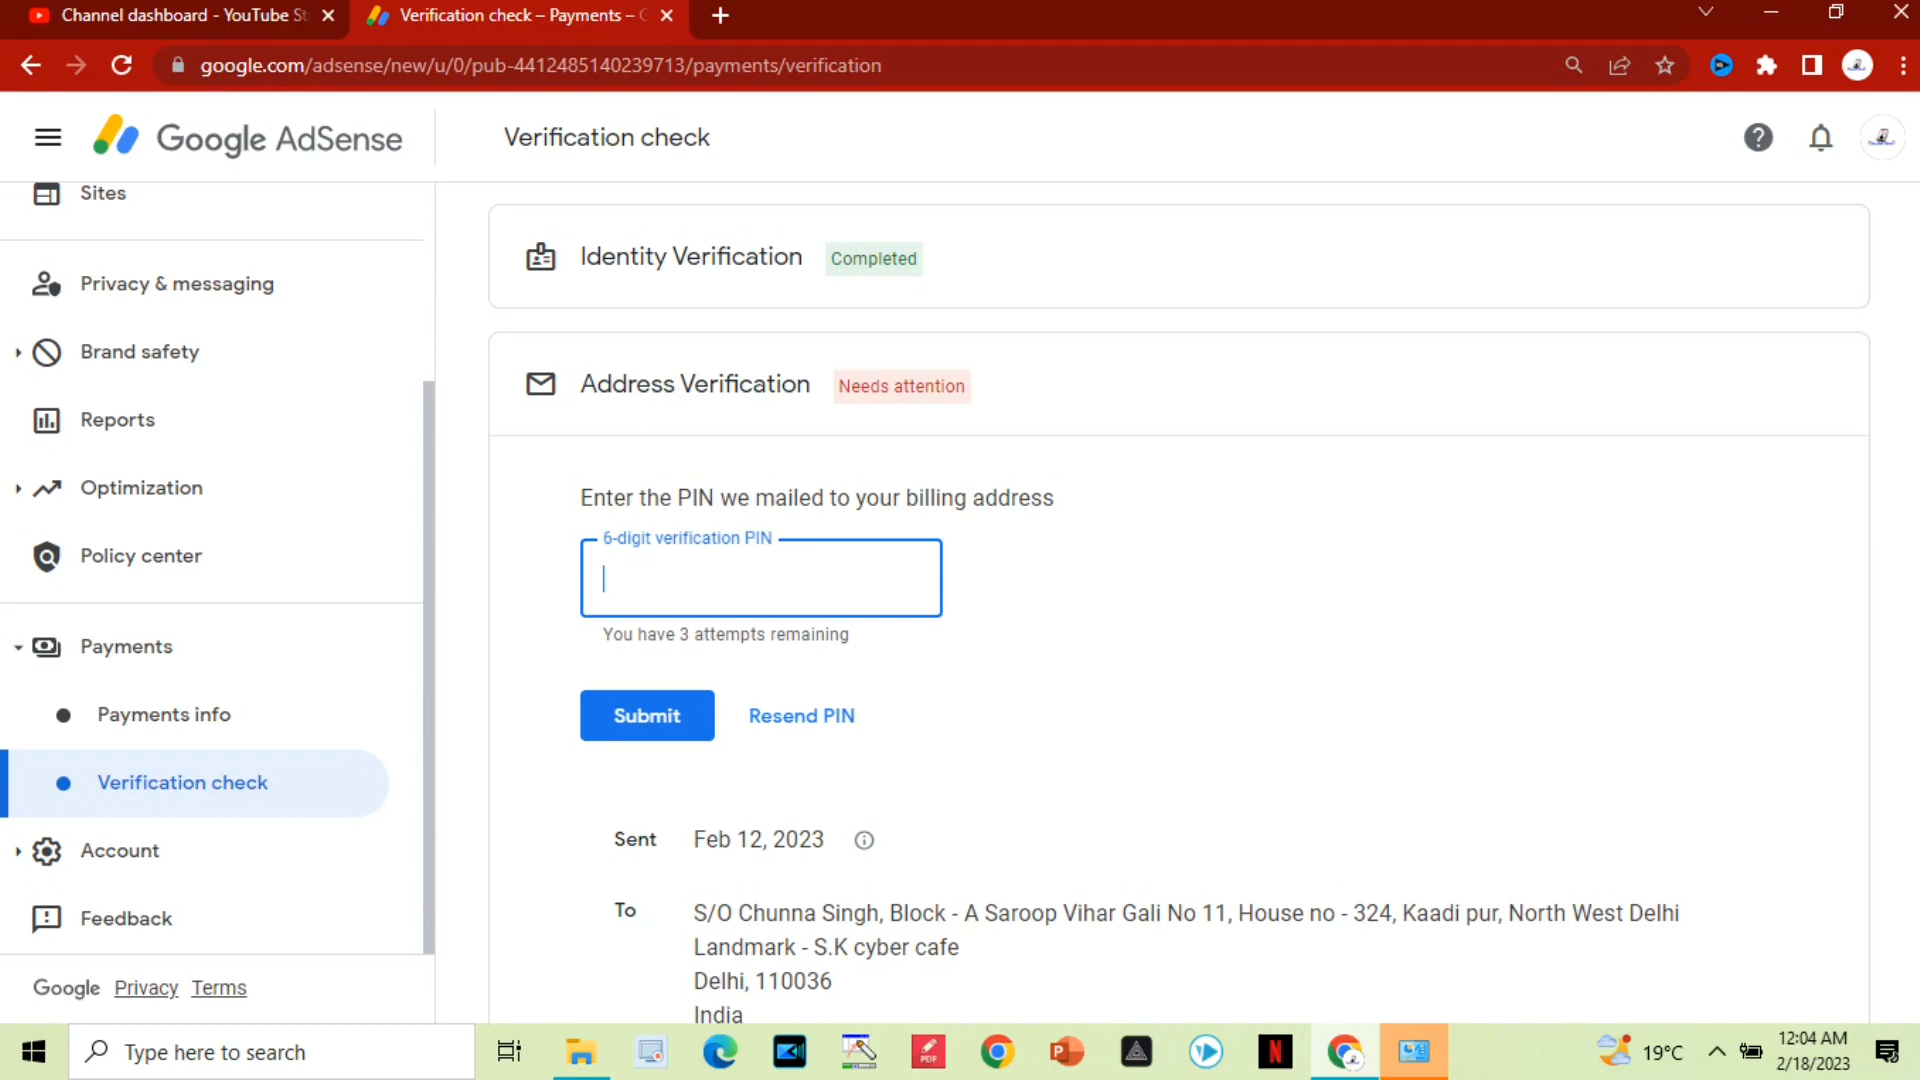 Channel dashboard - YouTube St
Verification check – Payments – G
google.com/adsense/new/u/0/pub-4412485140239713/payments/verification
Google AdSense
Verification check
Sites
Privacy & messaging
Brand safety
Reports
Optimization
Policy center
Payments
Payments info
Verification check
Account
Feedback
Google Privacy Terms
Identity Verification Completed
Address Verification Needs attention
Enter the PIN we mailed to your billing address
6-digit verification PIN
You have 3 attempts remaining
Submit Resend PIN
Sent Feb 12, 2023
To S/O Chunna Singh, Block - A Saroop Vihar Gali No 11, House no - 324, Kaadi pur, North West Delhi
Landmark - S.K cyber cafe
Delhi, 110036
India
Type here to search
PDF
P
N
19°C
12:04 AM
2/18/2023